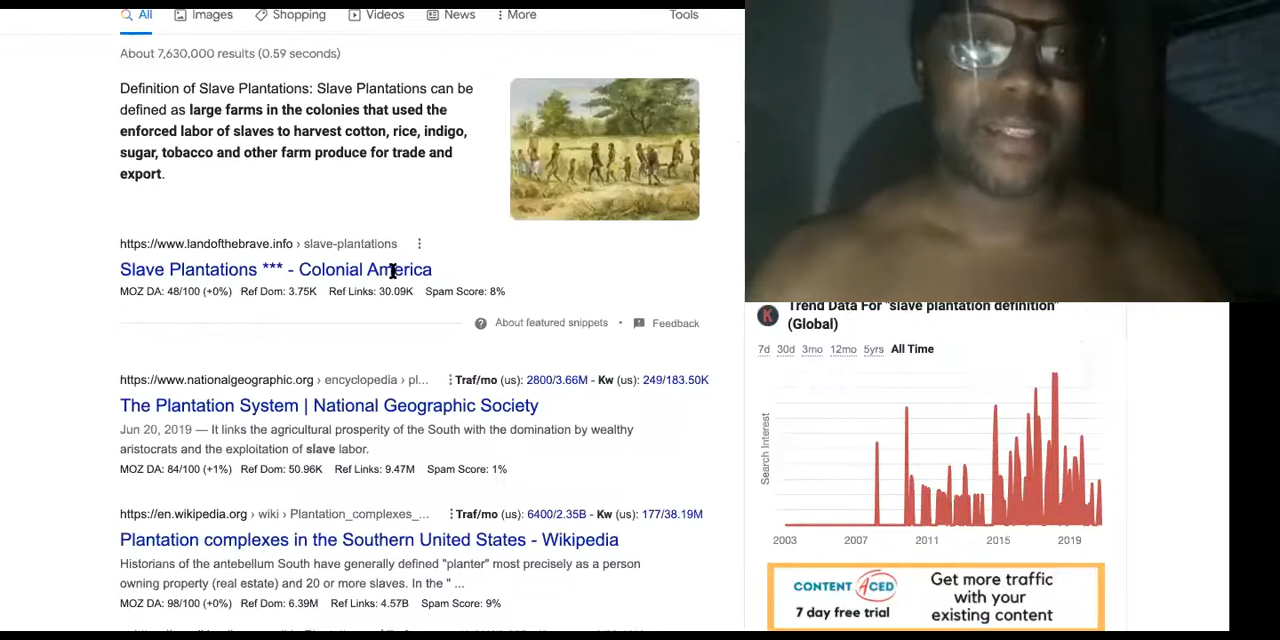 All Images Shopping Videos News More Tools
About 7,630,000 results (0.59 seconds)
Definition of Slave Plantations: Slave Plantations can be
defined as large farms in the colonies that used the
enforced labor of slaves to harvest cotton, rice, indigo,
sugar, tobacco and other farm produce for trade and
export.
https://www.landofthebrave.info › slave-plantations
Slave Plantations *** - Colonial America
MOZ DA: 48/100 (+0%) Ref Dom: 3.75K Ref Links: 30.09K Spam Score: 8%
About featured snippets • Feedback
https://www.nationalgeographic.org › encyclopedia › pl... Traf/mo (us): 2800/3.66M - Kw (us): 249/183.50K
The Plantation System | National Geographic Society
Jun 20, 2019 — It links the agricultural prosperity of the South with the domination by wealthy
aristocrats and the exploitation of slave labor.
MOZ DA: 84/100 (+1%) Ref Dom: 50.96K Ref Links: 9.47M Spam Score: 1%
https://en.wikipedia.org › wiki › Plantation_complexes_... Traf/mo (us): 6400/2.35B - Kw (us): 177/38.19M
Plantation complexes in the Southern United States - Wikipedia
Historians of the antebellum South have generally defined "planter" most precisely as a person
owning property (real estate) and 20 or more slaves. In the " ...
MOZ DA: 98/100 (+0%) Ref Dom: 6.39M Ref Links: 4.57B Spam Score: 9%
K
Trend Data For "slave plantation definition"
(Global)
7d 30d 3mo 12mo 5yrs All Time
Search Interest
2003 2007 2011 2015 2019
CONTENT ACED
7 day free trial
Get more traffic
with your
existing content